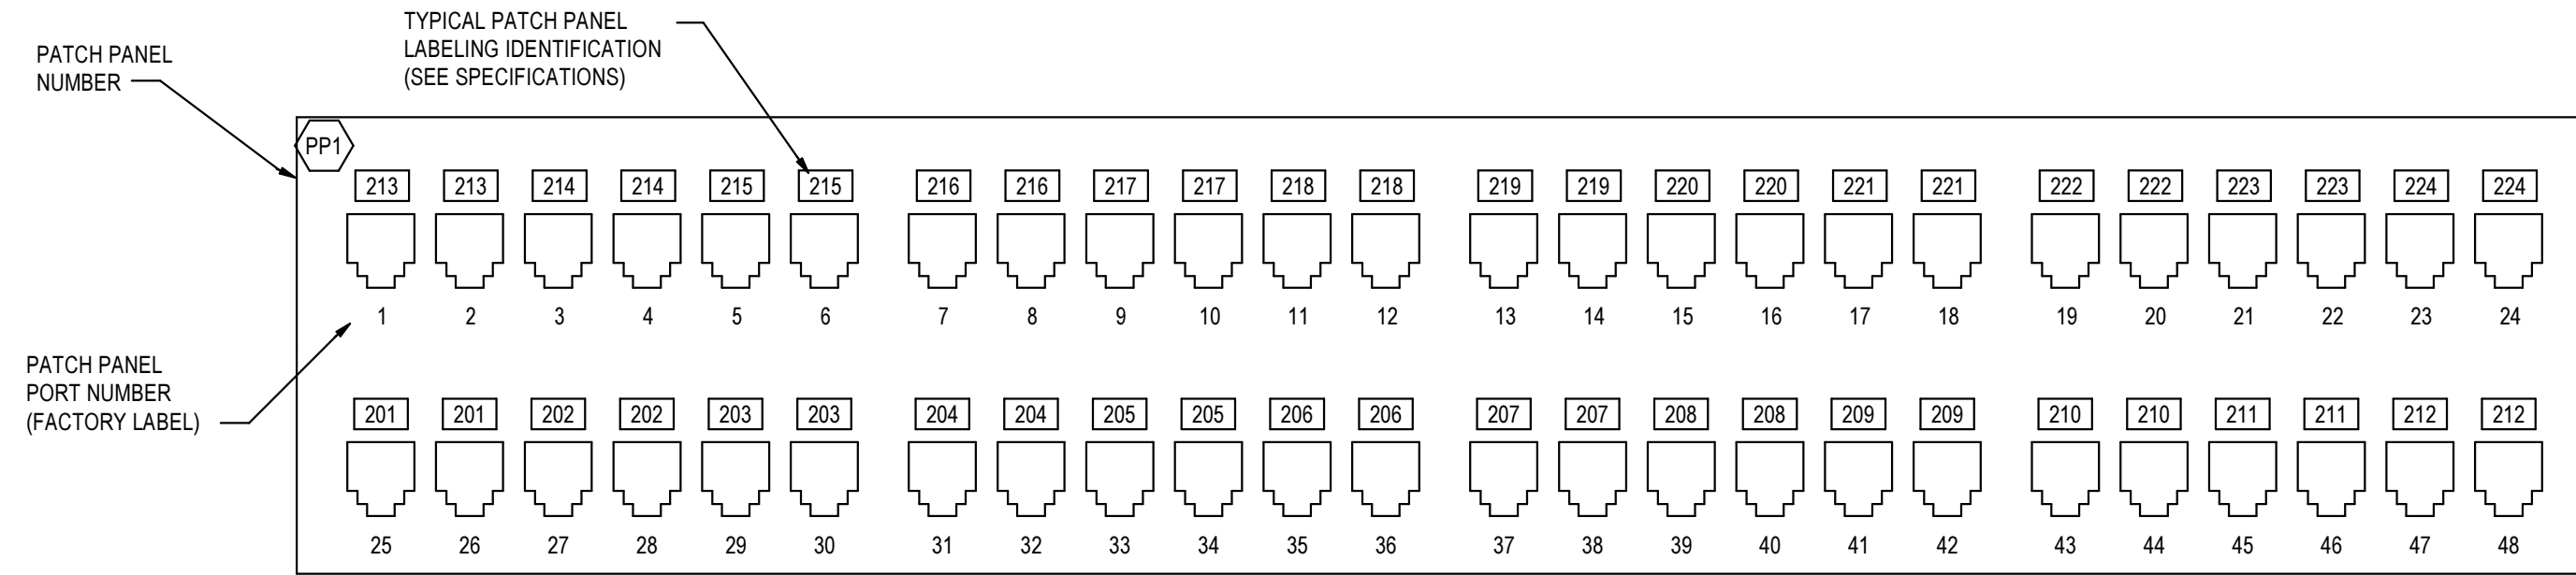 TYPICAL PATCH PANEL
LABELING IDENTIFICATION
(SEE SPECIFICATIONS)
PATCH PANEL
NUMBER
PP1
213 213 214 214 215 215 216 216 217 217 218 218 219 219 220 220 221 221 222 222 223 223 224 224
1 2 3 4 5 6 7 8 9 10 11 12 13 14 15 16 17 18 19 20 21 22 23 24
PATCH PANEL
PORT NUMBER
(FACTORY LABEL)
201 201 202 202 203 203 204 204 205 205 206 206 207 207 208 208 209 209 210 210 211 211 212 212
25 26 27 28 29 30 31 32 33 34 35 36 37 38 39 40 41 42 43 44 45 46 47 48